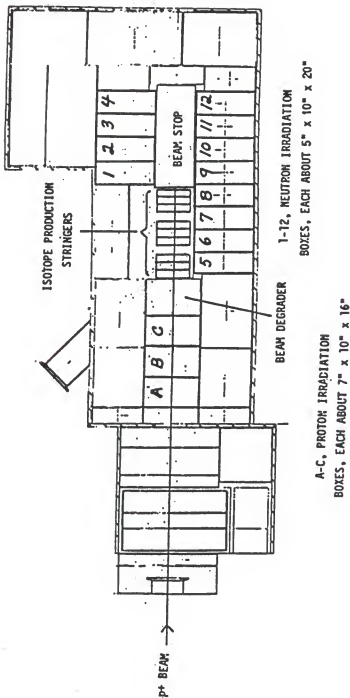 ISOTOPE PRODUCTION
STRINGERS
1
2
3
4
A
B
C
BEAM STOP
5
6
7
8
9
10
11
12
p+ BEAM
BEAM DEGRADER
1-12, NEUTRON IRRADIATION
BOXES, EACH ABOUT 5" x 10" x 20"
A-C, PROTON IRRADIATION
BOXES, EACH ABOUT 7" x 10" x 16"